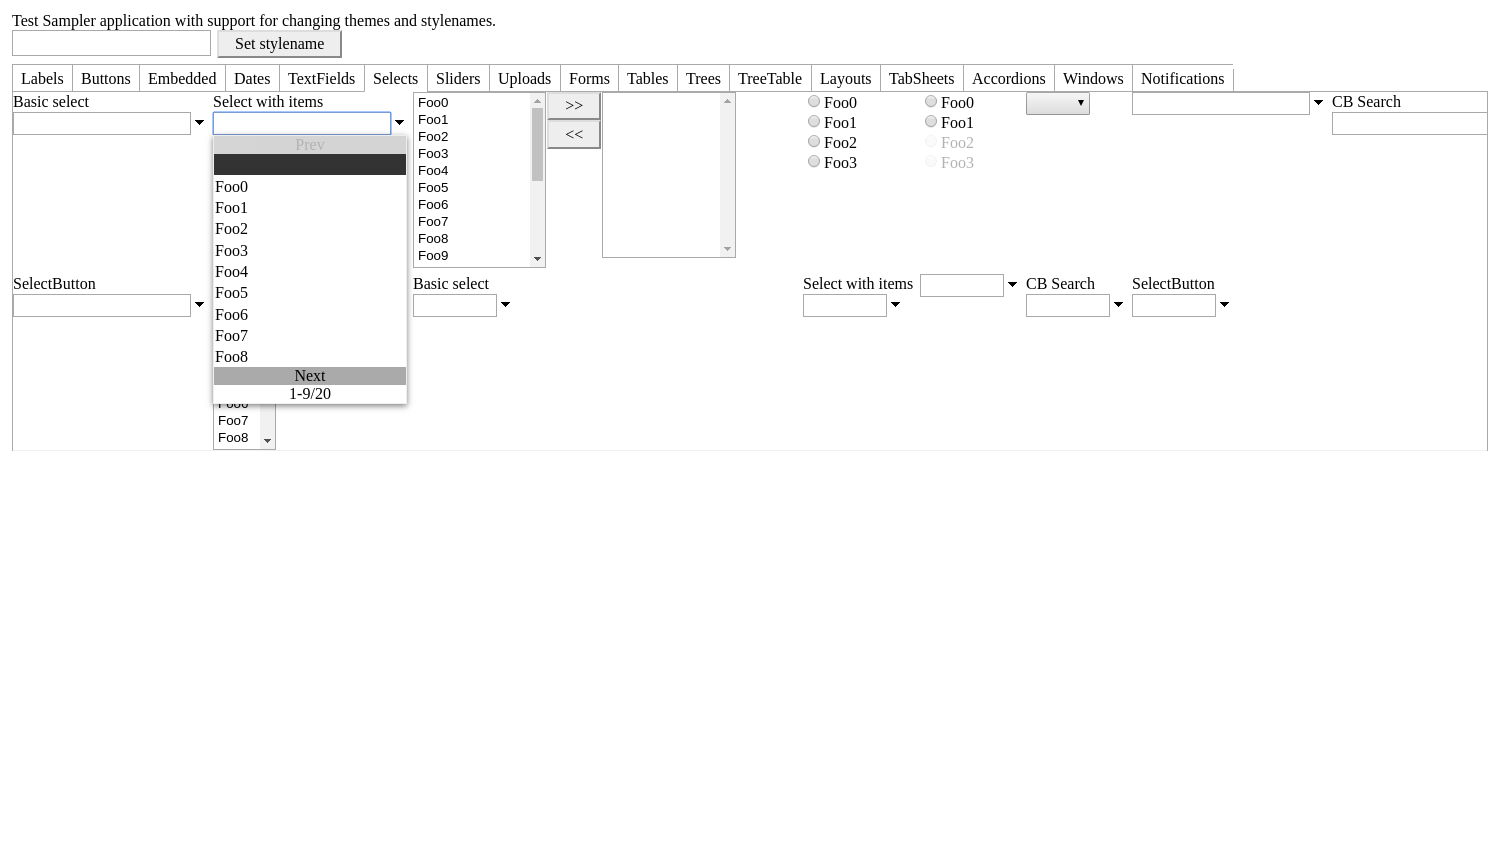 Test Sampler application with support for changing themes and stylenames.
Set stylename
Labels Buttons Embedded Dates TextFields Selects Sliders Uploads Forms Tables Trees TreeTable Layouts TabSheets Accordions Windows Notifications
Basic select
Select with items
Prev
Foo0
Foo1
Foo2
Foo3
Foo4
Foo5
Foo6
Foo7
Foo8
Next
1-9/20
Foo0
Foo1
Foo2
Foo3
Foo4
Foo5
Foo6
Foo7
Foo8
Foo9
>>
<<
Foo0
Foo1
Foo2
Foo3
Foo0
Foo1
Foo2
Foo3
CB Search
SelectButton
Foo6
Foo7
Foo8
Basic select
Select with items
CB Search
SelectButton